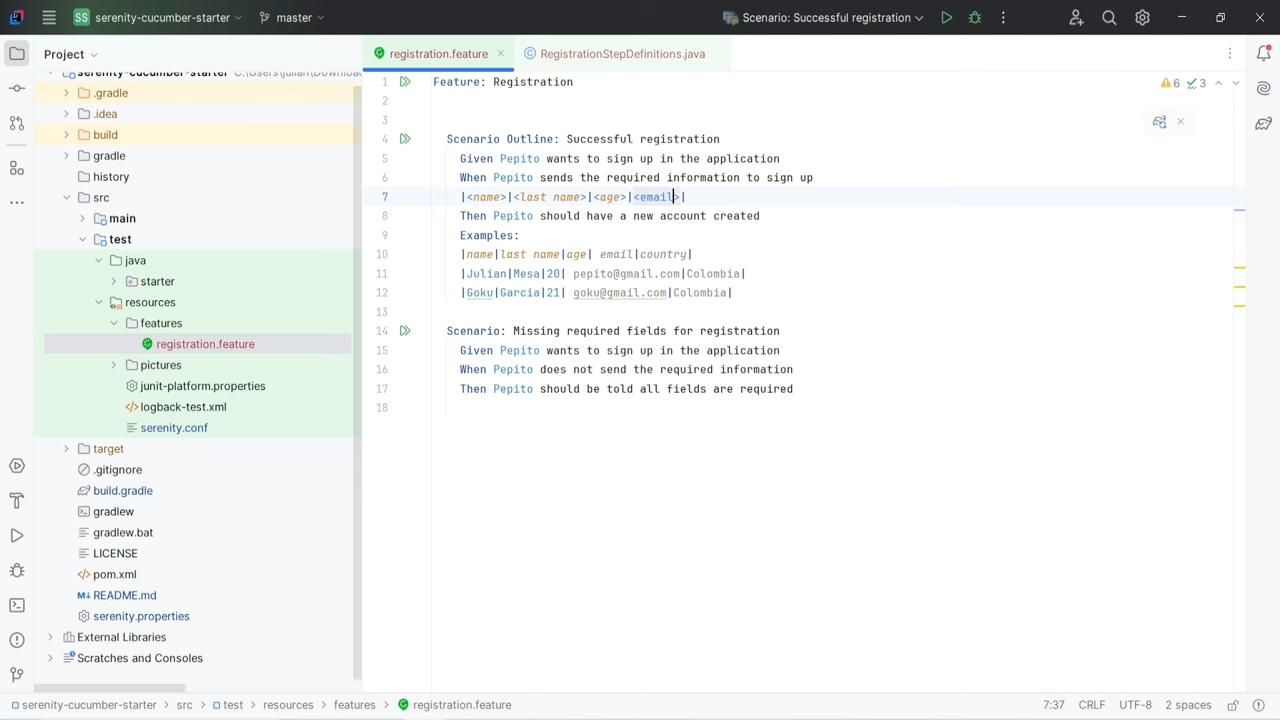 SS serenity-cucumber-starter master Scenario: Successful registration
Project
registration.feature
RegistrationStepDefinitions.java
serenity-cucumber-starter
.gradle
.idea
build
gradle
history
src
main
test
java
starter
resources
features
registration.feature
pictures
junit-platform.properties
logback-test.xml
serenity.conf
target
.gitignore
build.gradle
gradlew
gradlew.bat
LICENSE
pom.xml
README.md
serenity.properties
External Libraries
Scratches and Consoles
6 3
1 Feature: Registration
2
3
4 Scenario Outline: Successful registration
5 Given Pepito wants to sign up in the application
6 When Pepito sends the required information to sign up
7 |<name>|<last name>|<age>|<email>|
8 Then Pepito should have a new account created
9 Examples:
10 |name|last name|age| email|country|
11 |Julian|Mesa|20| pepito@gmail.com|Colombia|
12 |Goku|Garcia|21| goku@gmail.com|Colombia|
13
14 Scenario: Missing required fields for registration
15 Given Pepito wants to sign up in the application
16 When Pepito does not send the required information
17 Then Pepito should be told all fields are required
18
serenity-cucumber-starter > src > test > resources > features > registration.feature 7:37 CRLF UTF-8 2 spaces